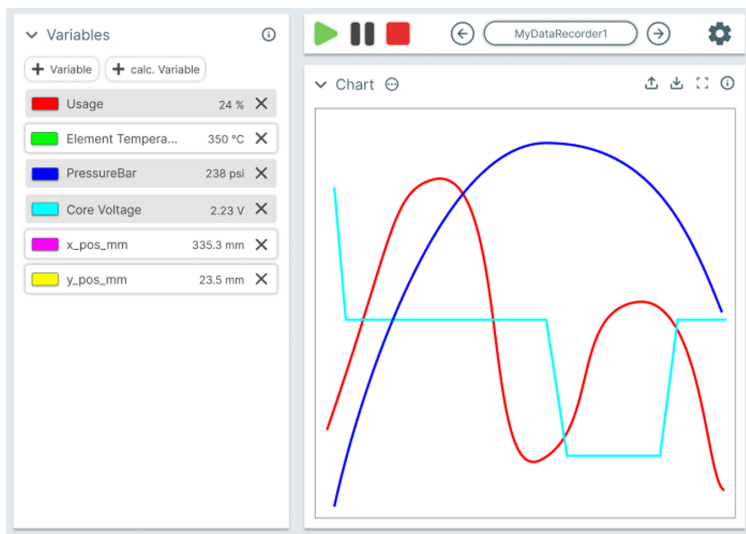 Variables
+ Variable
+ calc. Variable
Usage 24 %
Element Tempera... 350 °C
PressureBar 238 psi
Core Voltage 2.23 V
x_pos_mm 335.3 mm
y_pos_mm 23.5 mm
MyDataRecorder1
Chart